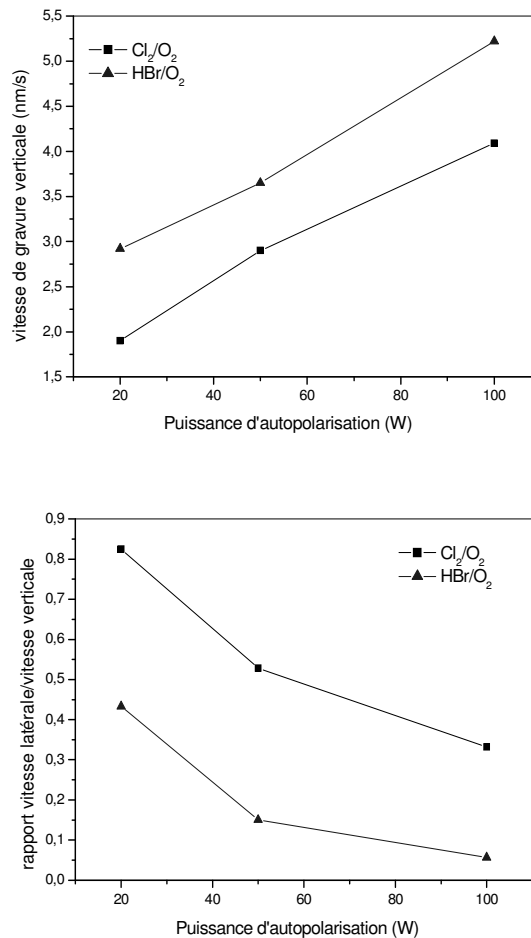 5,5
5,0
4,5
4,0
3,5
3,0
2,5
2,0
1,5
vitesse de gravure verticale (nm/s)
Cl₂/O₂
HBr/O₂
20 40 60 80 100
Puissance d'autopolarisation (W)
0,9
0,8
0,7
0,6
0,5
0,4
0,3
0,2
0,1
0,0
rapport vitesse latérale/vitesse verticale
Cl₂/O₂
HBr/O₂
20 40 60 80 100
Puissance d'autopolarisation (W)